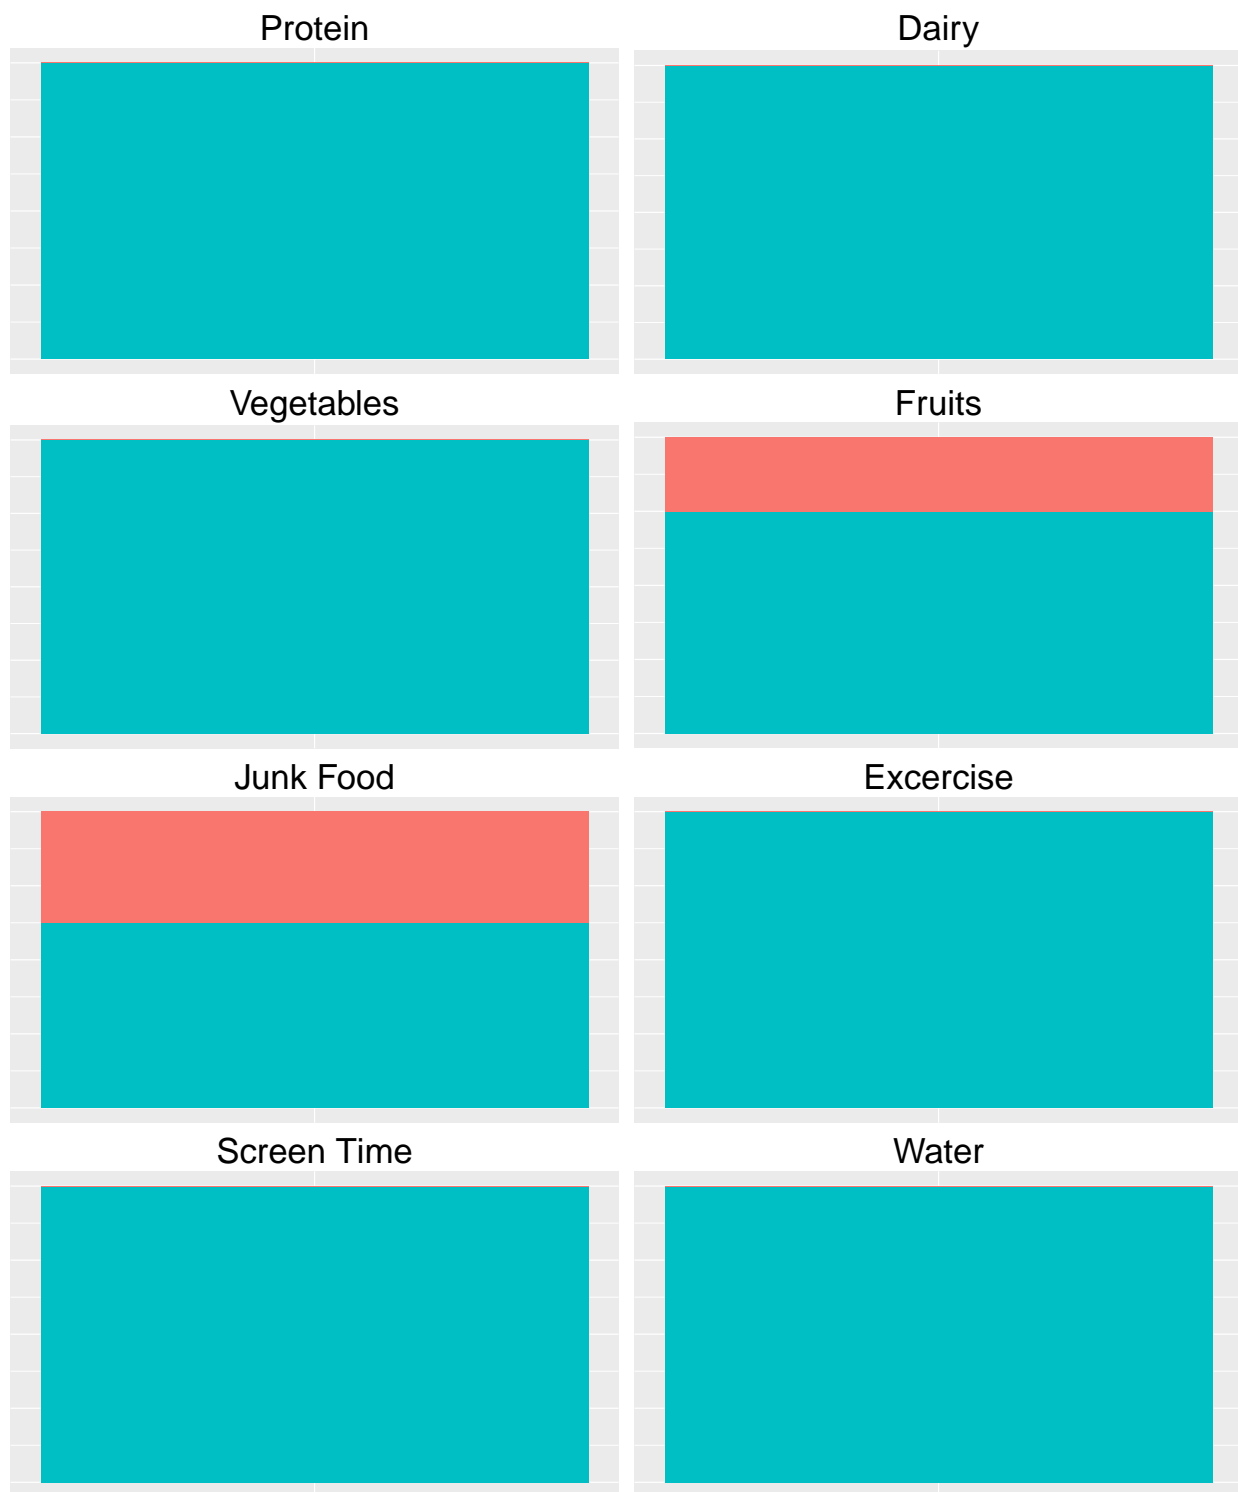 Protein
Dairy
Vegetables
Fruits
Junk Food
Excercise
Screen Time
Water